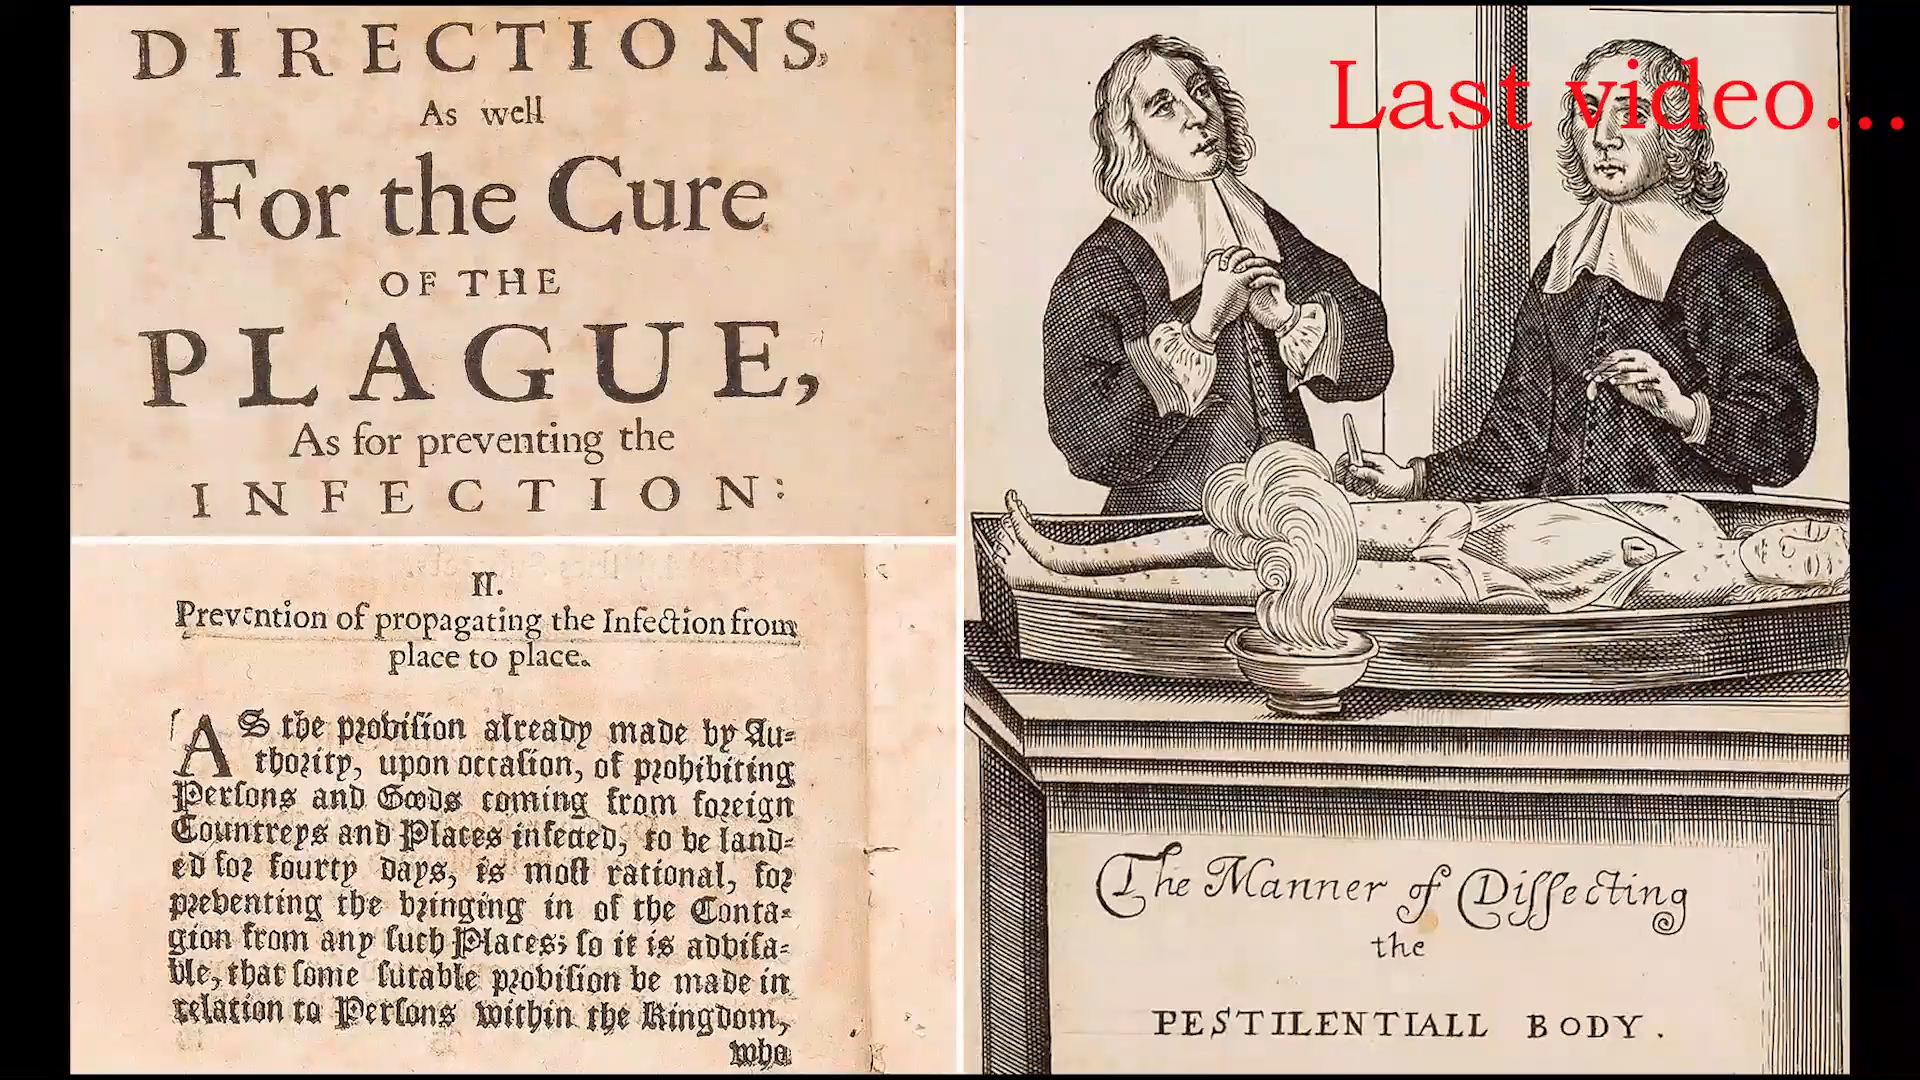 DIRECTIONS,
As well
For the Cure
OF THE
PLAGUE,
As for preventing the
INFECTION:
II.
Prevention of propagating the Infection from
place to place.
AS the provision already made by Au-
thority, upon occasion, of prohibiting
Persons and Goods coming from foreign
Countreys and Places infected, to be land-
ed for fourty days, is most rational, for
preventing the bringing in of the Conta-
gion from any such Places; so it is advisa-
ble, that some sutable provision be made in
relation to Persons within the Kingdom,
who
Last video...
The Manner of Dissecting
the
PESTILENTIALL BODY.